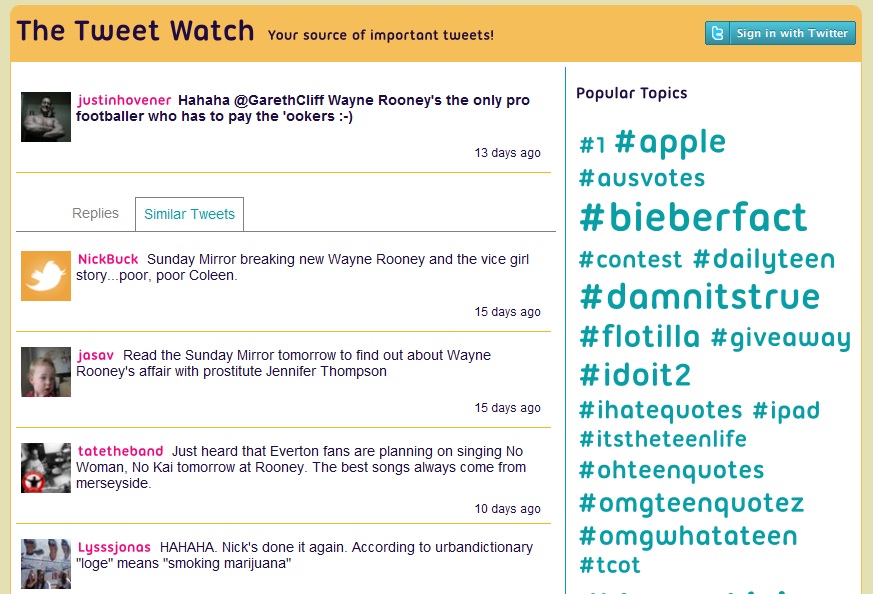 The Tweet Watch Your source of important tweets!
Sign in with Twitter
justinhovener Hahaha @GarethCliff Wayne Rooney's the only pro
footballer who has to pay the 'ookers :-)
13 days ago
Replies Similar Tweets
NickBuck Sunday Mirror breaking new Wayne Rooney and the vice girl
story...poor, poor Coleen.
15 days ago
jasav Read the Sunday Mirror tomorrow to find out about Wayne
Rooney's affair with prostitute Jennifer Thompson
15 days ago
tatetheband Just heard that Everton fans are planning on singing No
Woman, No Kai tomorrow at Rooney. The best songs always come from
merseyside.
10 days ago
Lysssjonas HAHAHA. Nick's done it again. According to urbandictionary
"loge" means "smoking marijuana"
Popular Topics
#1 #apple
#ausvotes
#bieberfact
#contest #dailyteen
#damnitstrue
#flotilla #giveaway
#idoit2
#ihatequotes #ipad
#itstheteenlife
#ohteenquotes
#omgteenquotez
#omgwhatateen
#tcot